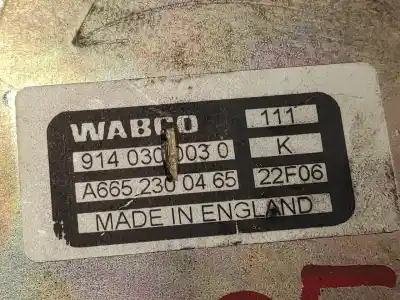 WABCO 111
914 030 003 0 K
A665 230 04 65 22F06
MADE IN ENGLAND